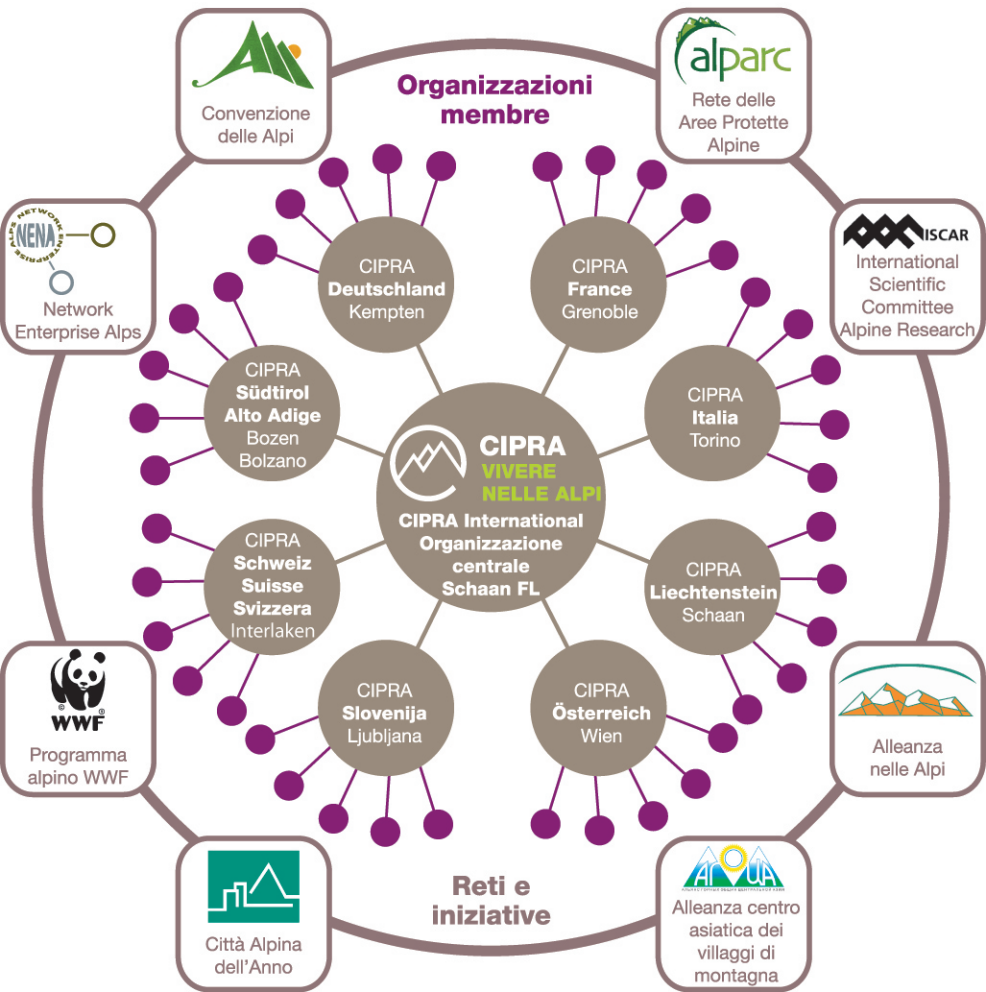 Organizzazioni
membre
Convenzione
delle Alpi
alparc
Rete delle
Aree Protette
Alpine
NENA
NETWORK ENTERPRISE ALPS
Network
Enterprise Alps
ISCAR
International
Scientific
Committee
Alpine Research
CIPRA
Deutschland
Kempten
CIPRA
France
Grenoble
CIPRA
Südtirol
Alto Adige
Bozen
Bolzano
CIPRA
Italia
Torino
CIPRA
VIVERE
NELLE ALPI
CIPRA International
Organizzazione
centrale
Schaan FL
CIPRA
Schweiz
Suisse
Svizzera
Interlaken
CIPRA
Liechtenstein
Schaan
CIPRA
Slovenija
Ljubljana
CIPRA
Österreich
Wien
© WWF ®
Programma
alpino WWF
Alleanza
nelle Alpi
Città Alpina
dell'Anno
Reti e
iniziative
Alleanza centro
asiatica dei
villaggi di
montagna